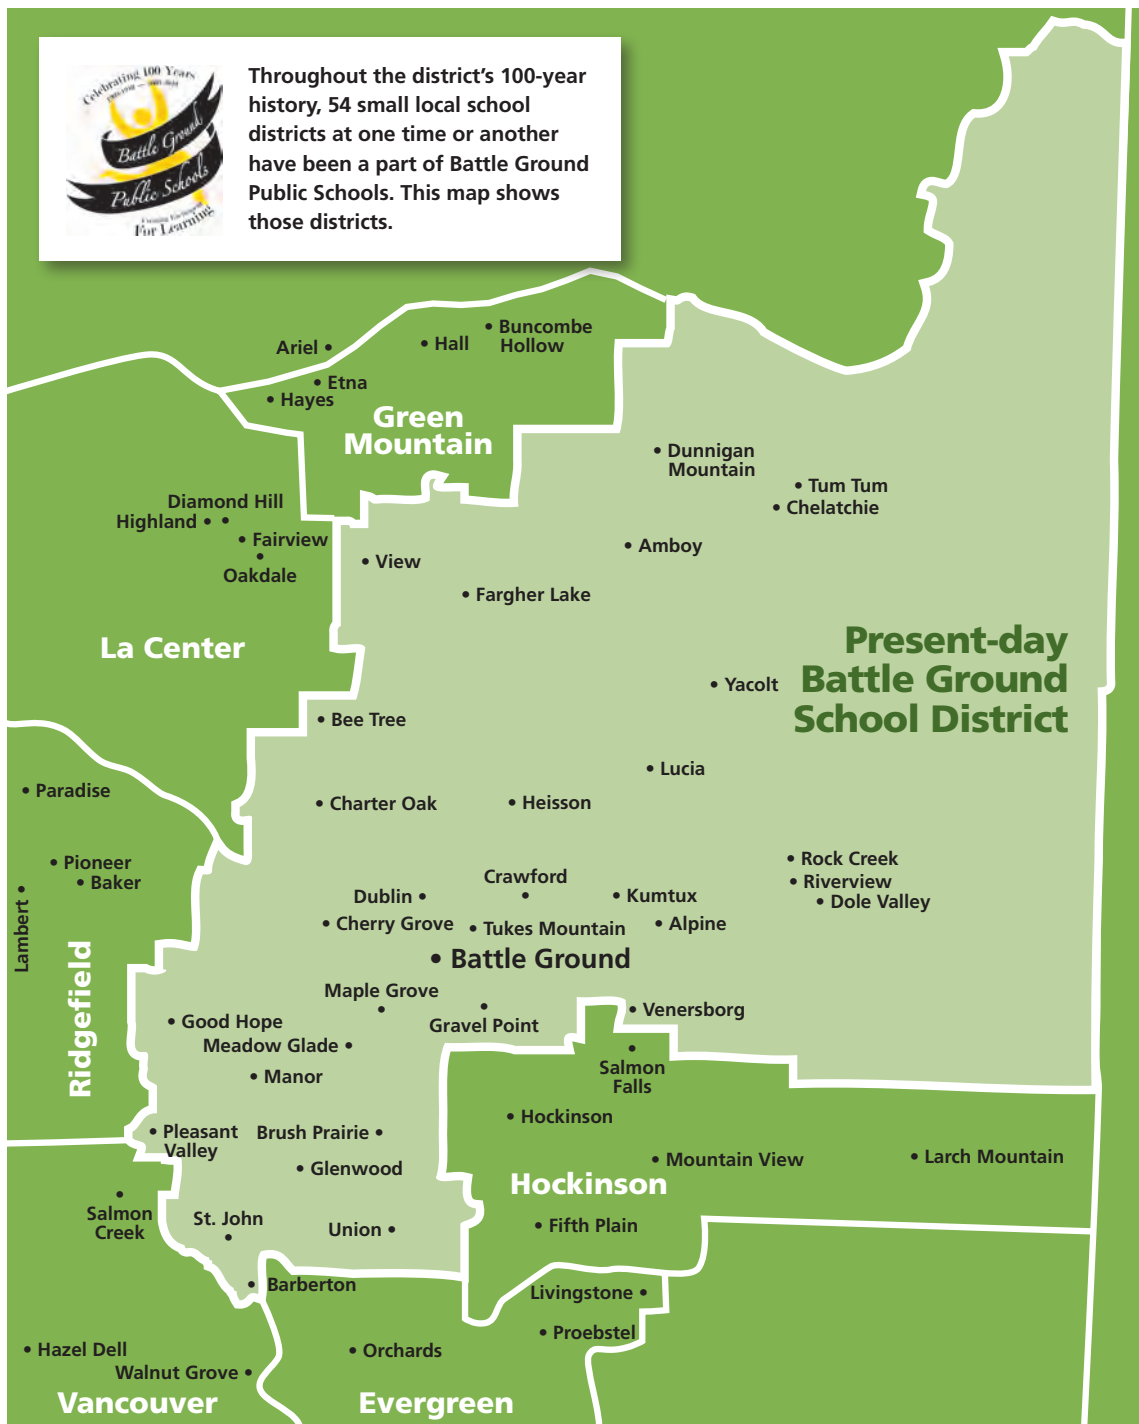 Celebrating 100 Years
Battle Ground
Public Schools
For Learning
Throughout the district's 100-year
history, 54 small local school
districts at one time or another
have been a part of Battle Ground
Public Schools. This map shows
those districts.
Buncombe
Hollow
Ariel
Hall
Etna
Hayes
Green
Mountain
Dunnigan
Mountain
Tum Tum
Chelatchie
Diamond Hill
Highland
Fairview
Oakdale
View
Amboy
Fargher Lake
La Center
Present-day
Battle Ground
School District
Yacolt
Bee Tree
Lucia
Paradise
Charter Oak
Heisson
Pioneer
Baker
Lambert
Ridgefield
Rock Creek
Riverview
Dole Valley
Crawford
Dublin
Kumtux
Cherry Grove
Tukes Mountain
Alpine
Battle Ground
Maple Grove
Gravel Point
Venersborg
Good Hope
Meadow Glade
Manor
Salmon
Falls
Hockinson
Pleasant
Valley
Brush Prairie
Glenwood
Mountain View
Larch Mountain
Hockinson
Salmon
Creek
St. John
Union
Fifth Plain
Barberton
Livingstone
Proebstel
Hazel Dell
Walnut Grove
Orchards
Vancouver
Evergreen